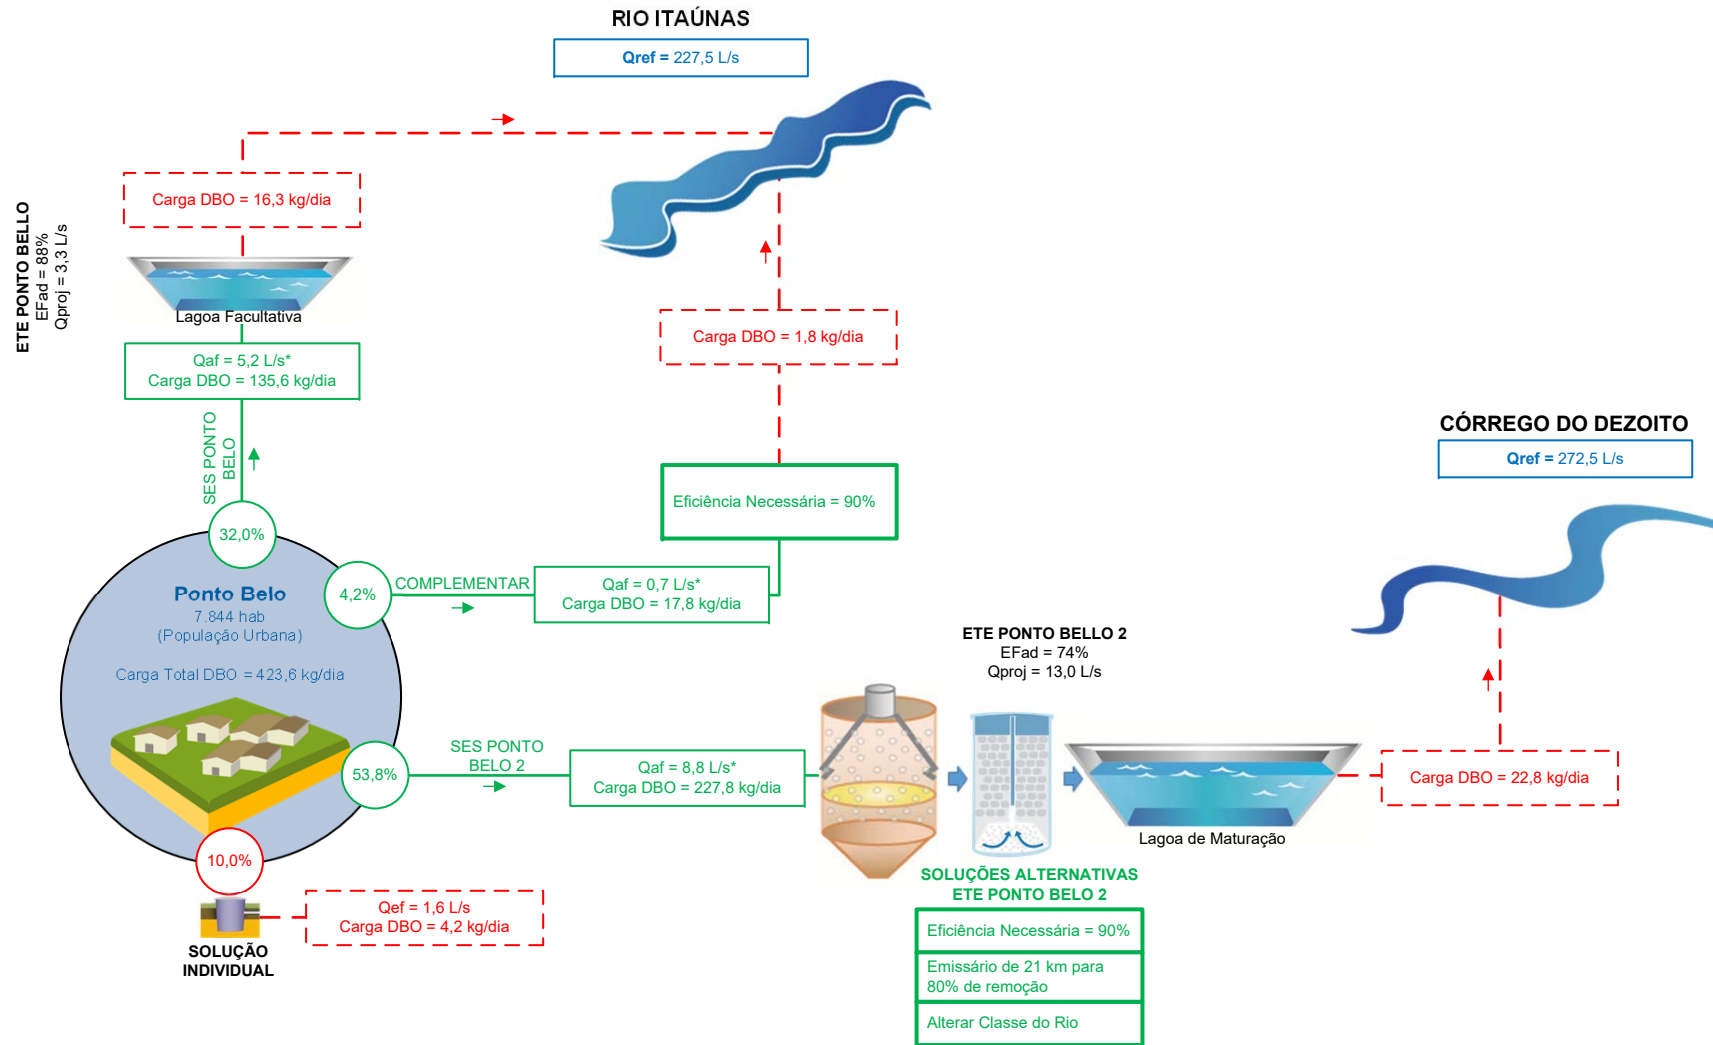 RIO ITAÚNAS
Qref = 227,5 L/s
Carga DBO = 16,3 kg/dia
ETE PONTO BELLO
EFad = 88%
Qproj = 3,3 L/s
Lagoa Facultativa
Qaf = 5,2 L/s*
Carga DBO = 135,6 kg/dia
SES PONTO
BELO
32,0%
Carga DBO = 1,8 kg/dia
Eficiência Necessária = 90%
CÓRREGO DO DEZOITO
Qref = 272,5 L/s
Ponto Belo
7.844 hab
(População Urbana)
Carga Total DBO = 423,6 kg/dia
4,2%
COMPLEMENTAR
Qaf = 0,7 L/s*
Carga DBO = 17,8 kg/dia
ETE PONTO BELLO 2
EFad = 74%
Qproj = 13,0 L/s
53,8%
SES PONTO
BELO 2
Qaf = 8,8 L/s*
Carga DBO = 227,8 kg/dia
Lagoa de Maturação
Carga DBO = 22,8 kg/dia
10,0%
Qef = 1,6 L/s
Carga DBO = 4,2 kg/dia
SOLUÇÃO
INDIVIDUAL
SOLUÇÕES ALTERNATIVAS
ETE PONTO BELO 2
Eficiência Necessária = 90%
Emissário de 21 km para
80% de remoção
Alterar Classe do Rio